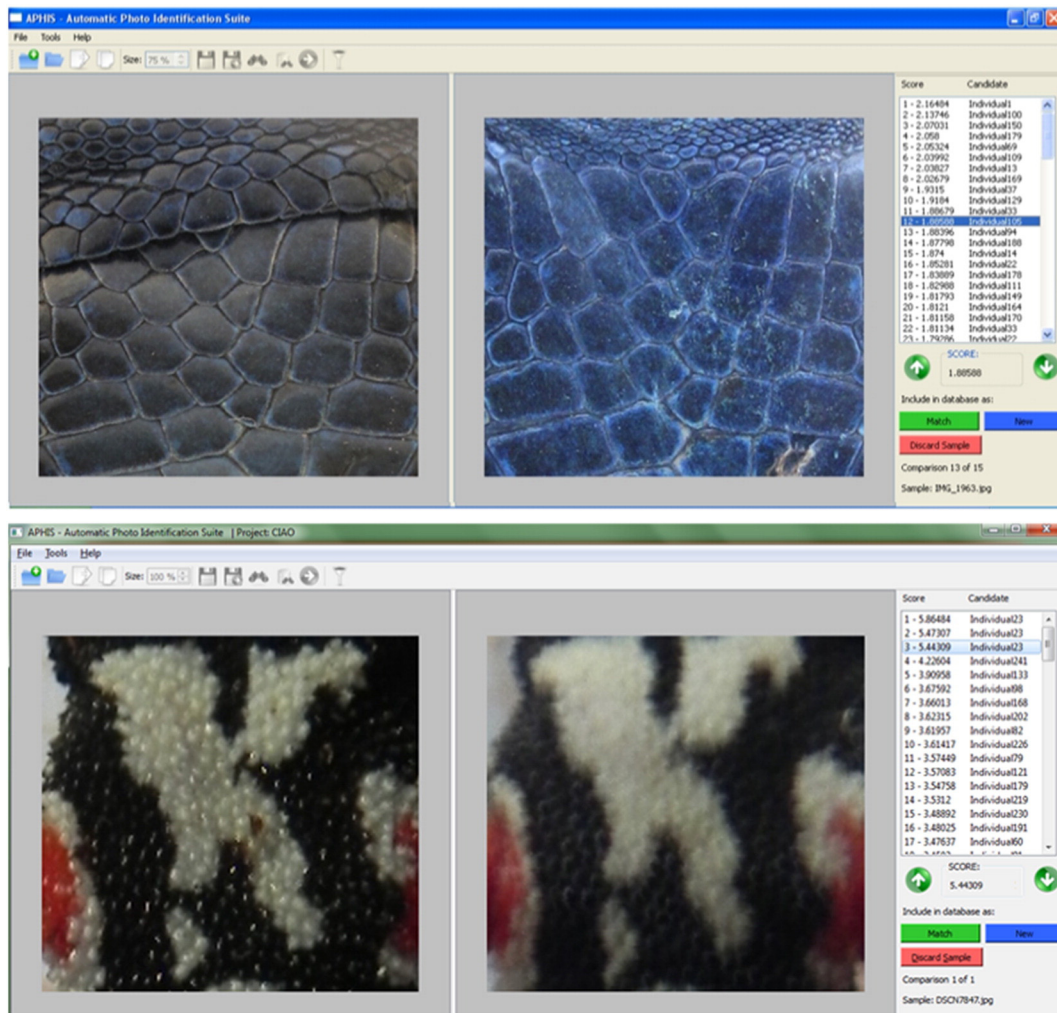 APHIS - Automatic Photo Identification Suite
File Tools Help
Size: 75 %
Score Candidate
1 - 2.16484 Individual1
2 - 2.13746 Individual100
3 - 2.07031 Individual150
4 - 2.058 Individual179
5 - 2.05324 Individual69
6 - 2.03992 Individual109
7 - 2.03827 Individual13
8 - 2.02679 Individual169
9 - 1.9315 Individual37
10 - 1.9184 Individual129
11 - 1.88679 Individual33
12 - 1.88588 Individual105
13 - 1.88396 Individual94
14 - 1.87798 Individual188
15 - 1.874 Individual14
16 - 1.85281 Individual22
17 - 1.83889 Individual178
18 - 1.82988 Individual111
19 - 1.81793 Individual149
20 - 1.8121 Individual164
21 - 1.81158 Individual170
22 - 1.81134 Individual33
23 - 1.79286 Individual22
SCORE:
1.88588
Include in database as:
Match New
Discard Sample
Comparison 13 of 15
Sample: IMG_1963.jpg
APHIS - Automatic Photo Identification Suite | Project: CIAO
File Tools Help
Size: 100 %
Score Candidate
1 - 5.86484 Individual23
2 - 5.47307 Individual23
3 - 5.44309 Individual23
4 - 4.22604 Individual241
5 - 3.90958 Individual133
6 - 3.67592 Individual98
7 - 3.66013 Individual168
8 - 3.62315 Individual202
9 - 3.61957 Individual82
10 - 3.61417 Individual226
11 - 3.57449 Individual79
12 - 3.57083 Individual121
13 - 3.54758 Individual179
14 - 3.5312 Individual219
15 - 3.48892 Individual230
16 - 3.48025 Individual191
17 - 3.47637 Individual60
SCORE:
5.44309
Include in database as:
Match New
Discard Sample
Comparison 1 of 1
Sample: DSCN7847.jpg